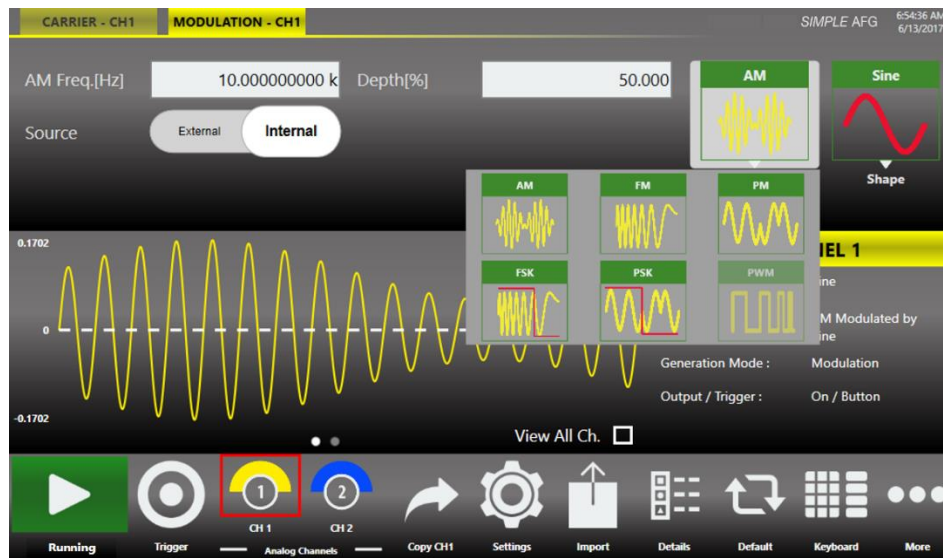 CARRIER - CH1
MODULATION - CH1
SIMPLE AFG
6:54:36 AM
6/13/2017
AM Freq.[Hz]
10.000000000 k
Depth[%]
50.000
AM
Sine
Source
External
Internal
Shape
AM
FM
PM
FSK
PSK
PWM
0.1702
0
-0.1702
NEL 1
ine
M Modulated by
ine
Generation Mode :
Modulation
Output / Trigger :
On / Button
View All Ch.
1
2
CH 1
CH 2
Running
Trigger
Analog Channels
Copy CH1
Settings
Import
Details
Default
Keyboard
More